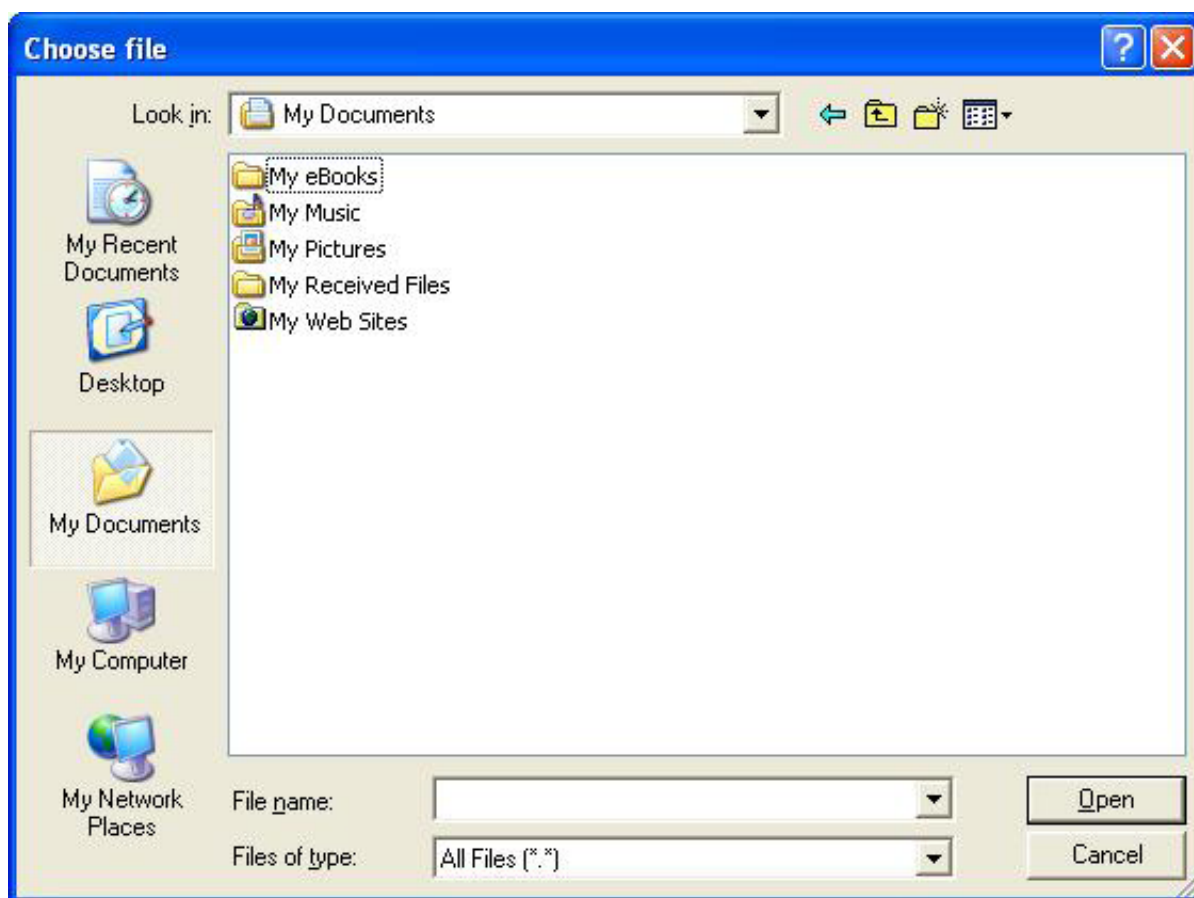 Choose file
?
Look in:
My Documents
My Recent
Documents
Desktop
My Documents
My Computer
My Network
Places
My eBooks
My Music
My Pictures
My Received Files
My Web Sites
File name:
Open
Files of type:
All Files (*.*)
Cancel